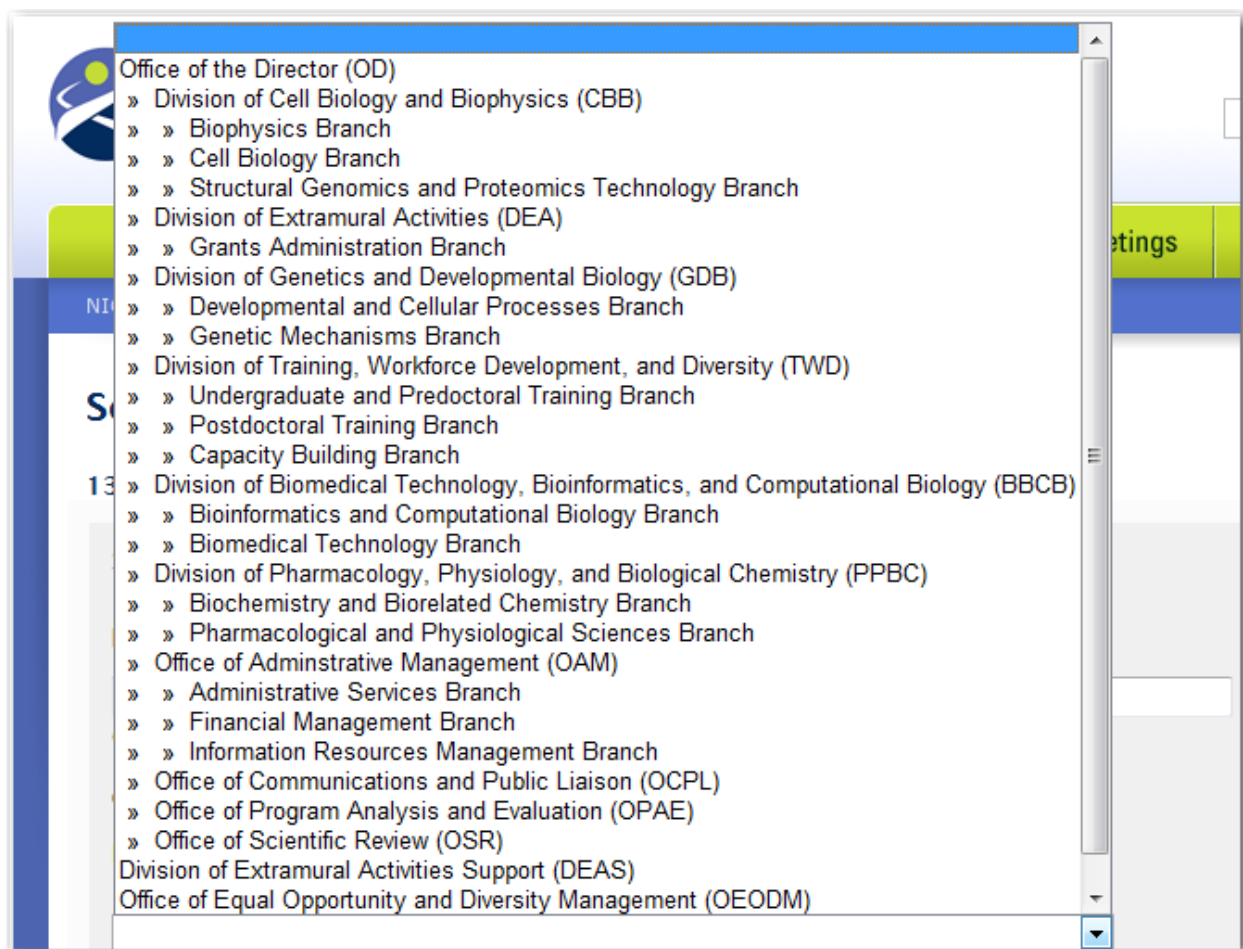 Office of the Director (OD)
» Division of Cell Biology and Biophysics (CBB)
» » Biophysics Branch
» » Cell Biology Branch
» » Structural Genomics and Proteomics Technology Branch
» Division of Extramural Activities (DEA)
» » Grants Administration Branch
etings
» Division of Genetics and Developmental Biology (GDB)
» » Developmental and Cellular Processes Branch
» » Genetic Mechanisms Branch
» Division of Training, Workforce Development, and Diversity (TWD)
» » Undergraduate and Predoctoral Training Branch
» » Postdoctoral Training Branch
» » Capacity Building Branch
13
» Division of Biomedical Technology, Bioinformatics, and Computational Biology (BBCB)
» » Bioinformatics and Computational Biology Branch
» » Biomedical Technology Branch
» Division of Pharmacology, Physiology, and Biological Chemistry (PPBC)
» » Biochemistry and Biorelated Chemistry Branch
» » Pharmacological and Physiological Sciences Branch
» Office of Adminstrative Management (OAM)
» » Administrative Services Branch
» » Financial Management Branch
» » Information Resources Management Branch
» Office of Communications and Public Liaison (OCPL)
» Office of Program Analysis and Evaluation (OPAE)
» Office of Scientific Review (OSR)
Division of Extramural Activities Support (DEAS)
Office of Equal Opportunity and Diversity Management (OEODM)